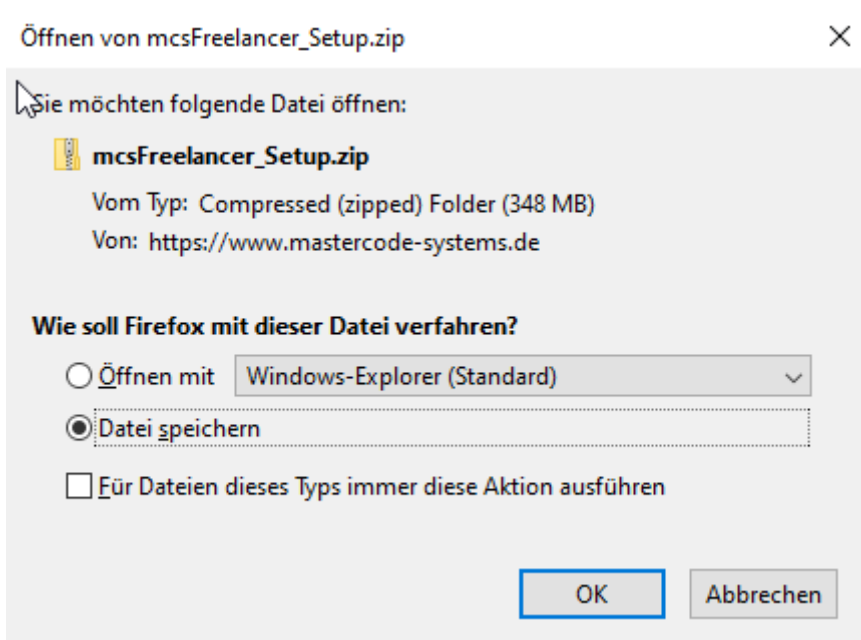 Öffnen von mcsFreelancer_Setup.zip
Sie möchten folgende Datei öffnen:
mcsFreelancer_Setup.zip
Vom Typ: Compressed (zipped) Folder (348 MB)
Von: https://www.mastercode-systems.de
Wie soll Firefox mit dieser Datei verfahren?
Öffnen mit Windows-Explorer (Standard)
Datei speichern
Für Dateien dieses Typs immer diese Aktion ausführen
OK Abbrechen